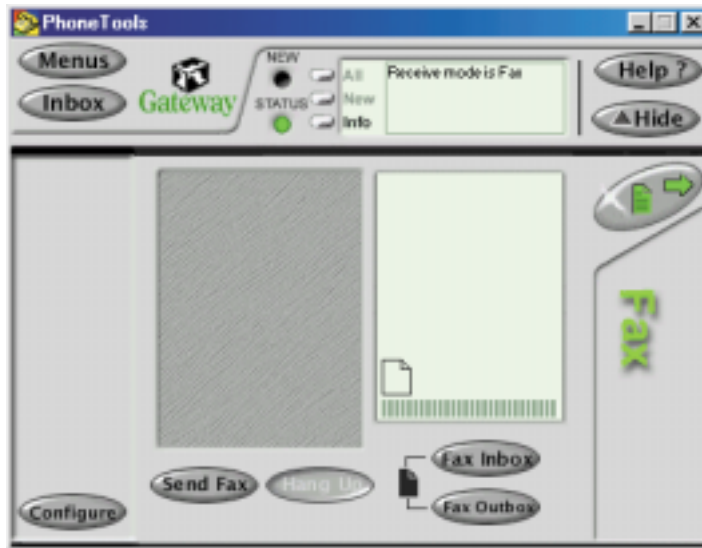 PhoneTools
Menus
Inbox
Gateway
NEW
STATUS
All
New
Info
Receive mode is Fax
Help ?
Hide
Fax
Send Fax
Hang Up
Fax Inbox
Fax Outbox
Configure